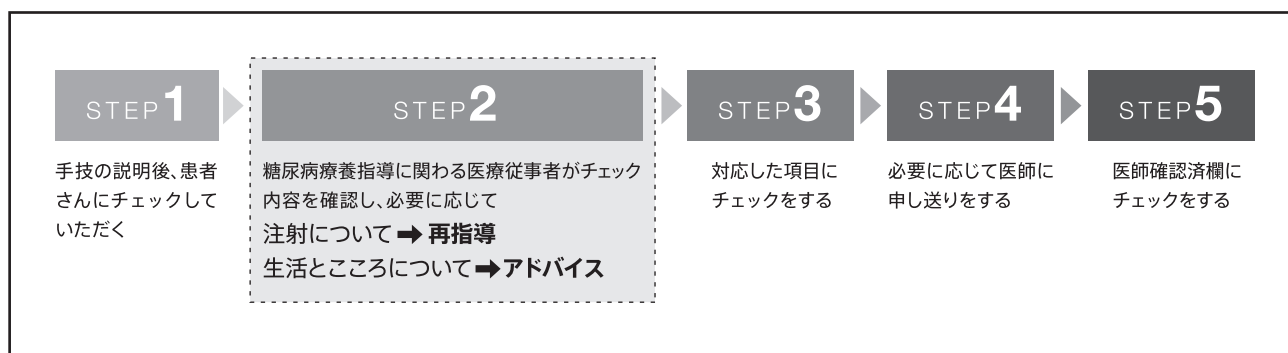 STEP1
手技の説明後、患者
さんにチェックして
いただく
STEP2
糖尿病療養指導に関わる医療従事者がチェック
内容を確認し、必要に応じて
注射について➡再指導
生活とこころについて➡アドバイス
STEP3
対応した項目に
チェックをする
STEP4
必要に応じて医師に
申し送りをする
STEP5
医師確認済欄に
チェックをする